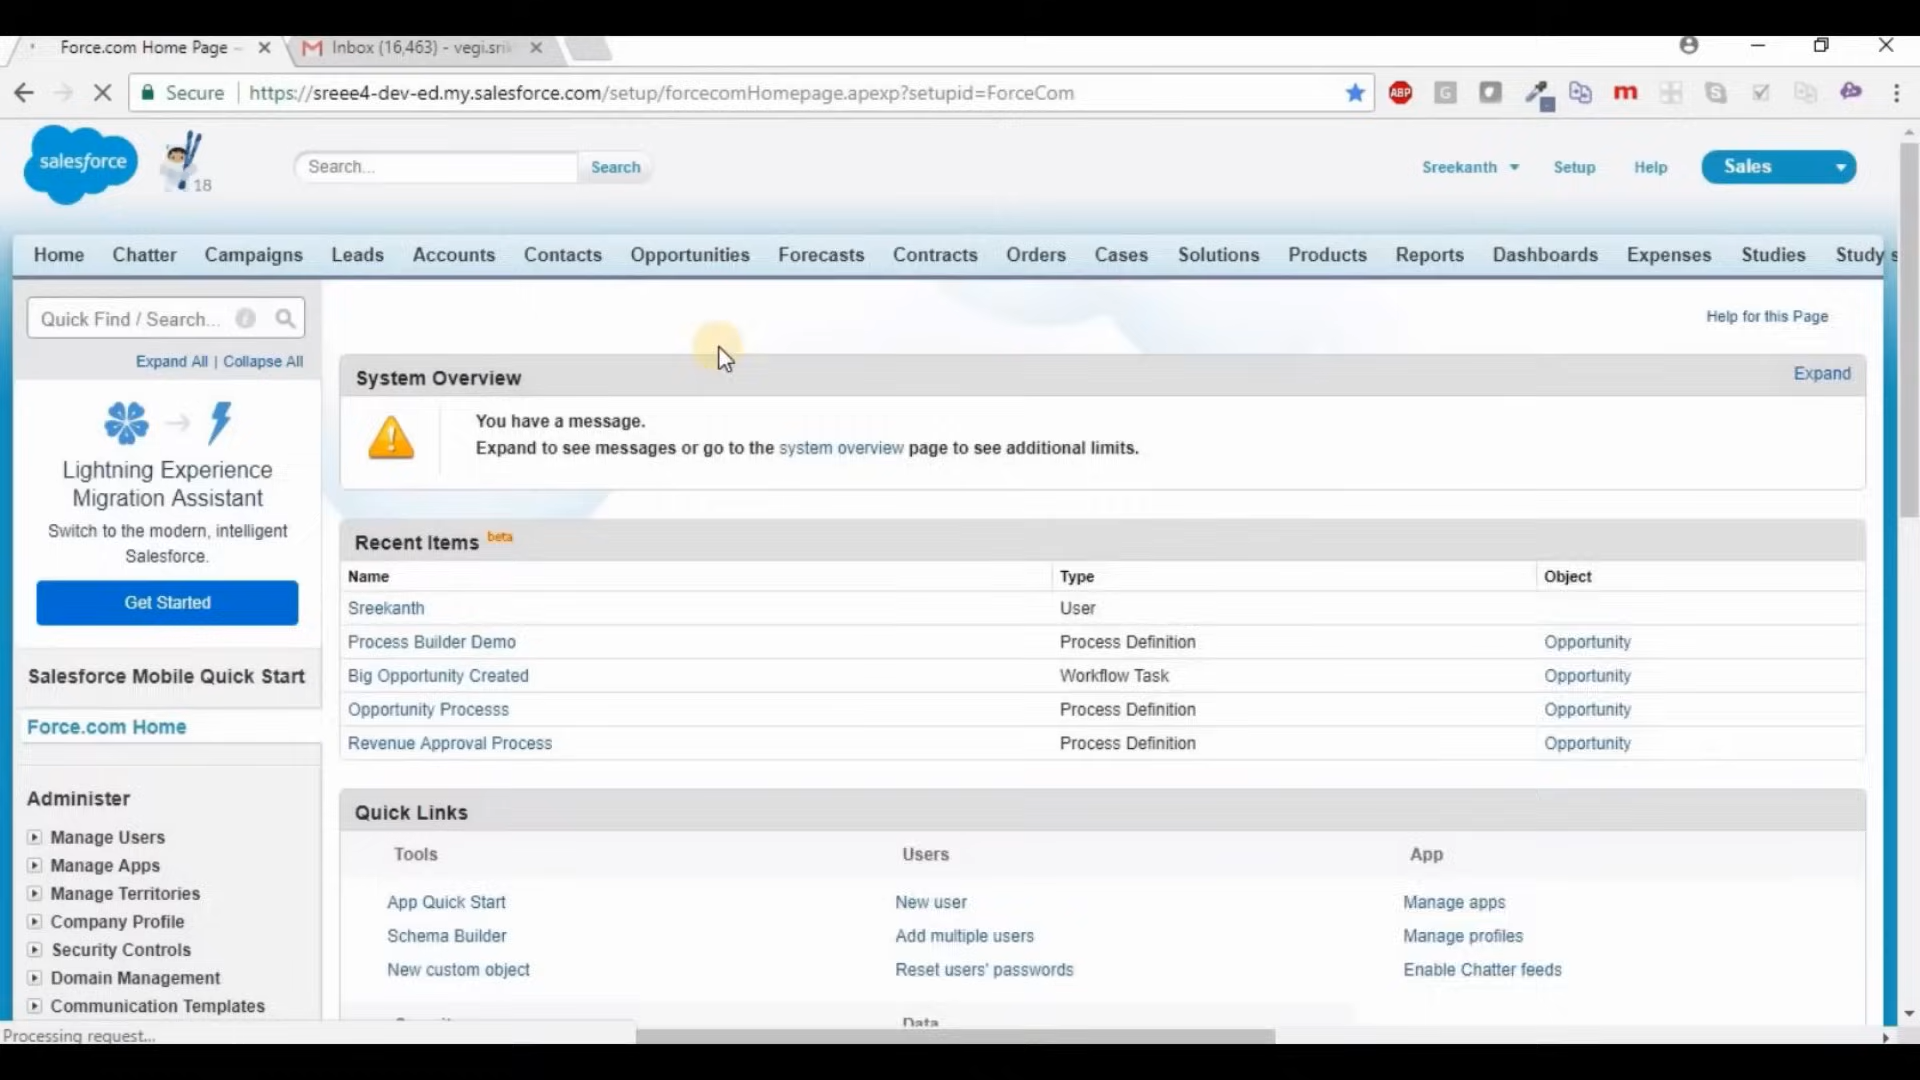 Force.com Home Page -
Inbox (16,463) - vegi.sri
Secure
https://sreee4-dev-ed.my.salesforce.com/setup/forcecomHomepage.apexp?setupid=ForceCom
ABP
G
m
salesforce
18
Search...
Search
Sreekanth
Setup
Help
Sales
Home
Chatter
Campaigns
Leads
Accounts
Contacts
Opportunities
Forecasts
Contracts
Orders
Cases
Solutions
Products
Reports
Dashboards
Expenses
Studies
Study s
Quick Find / Search...
Expand All | Collapse All
Lightning Experience
Migration Assistant
Switch to the modern, intelligent
Salesforce.
Get Started
Salesforce Mobile Quick Start
Force.com Home
Administer
Manage Users
Manage Apps
Manage Territories
Company Profile
Security Controls
Domain Management
Communication Templates
Help for this Page
System Overview
Expand
You have a message.
Expand to see messages or go to the system overview page to see additional limits.
Recent Items beta
Name Type Object
Sreekanth User
Process Builder Demo Process Definition Opportunity
Big Opportunity Created Workflow Task Opportunity
Opportunity Processs Process Definition Opportunity
Revenue Approval Process Process Definition Opportunity
Quick Links
Tools Users App
App Quick Start New user Manage apps
Schema Builder Add multiple users Manage profiles
New custom object Reset users' passwords Enable Chatter feeds
Data
Processing request...